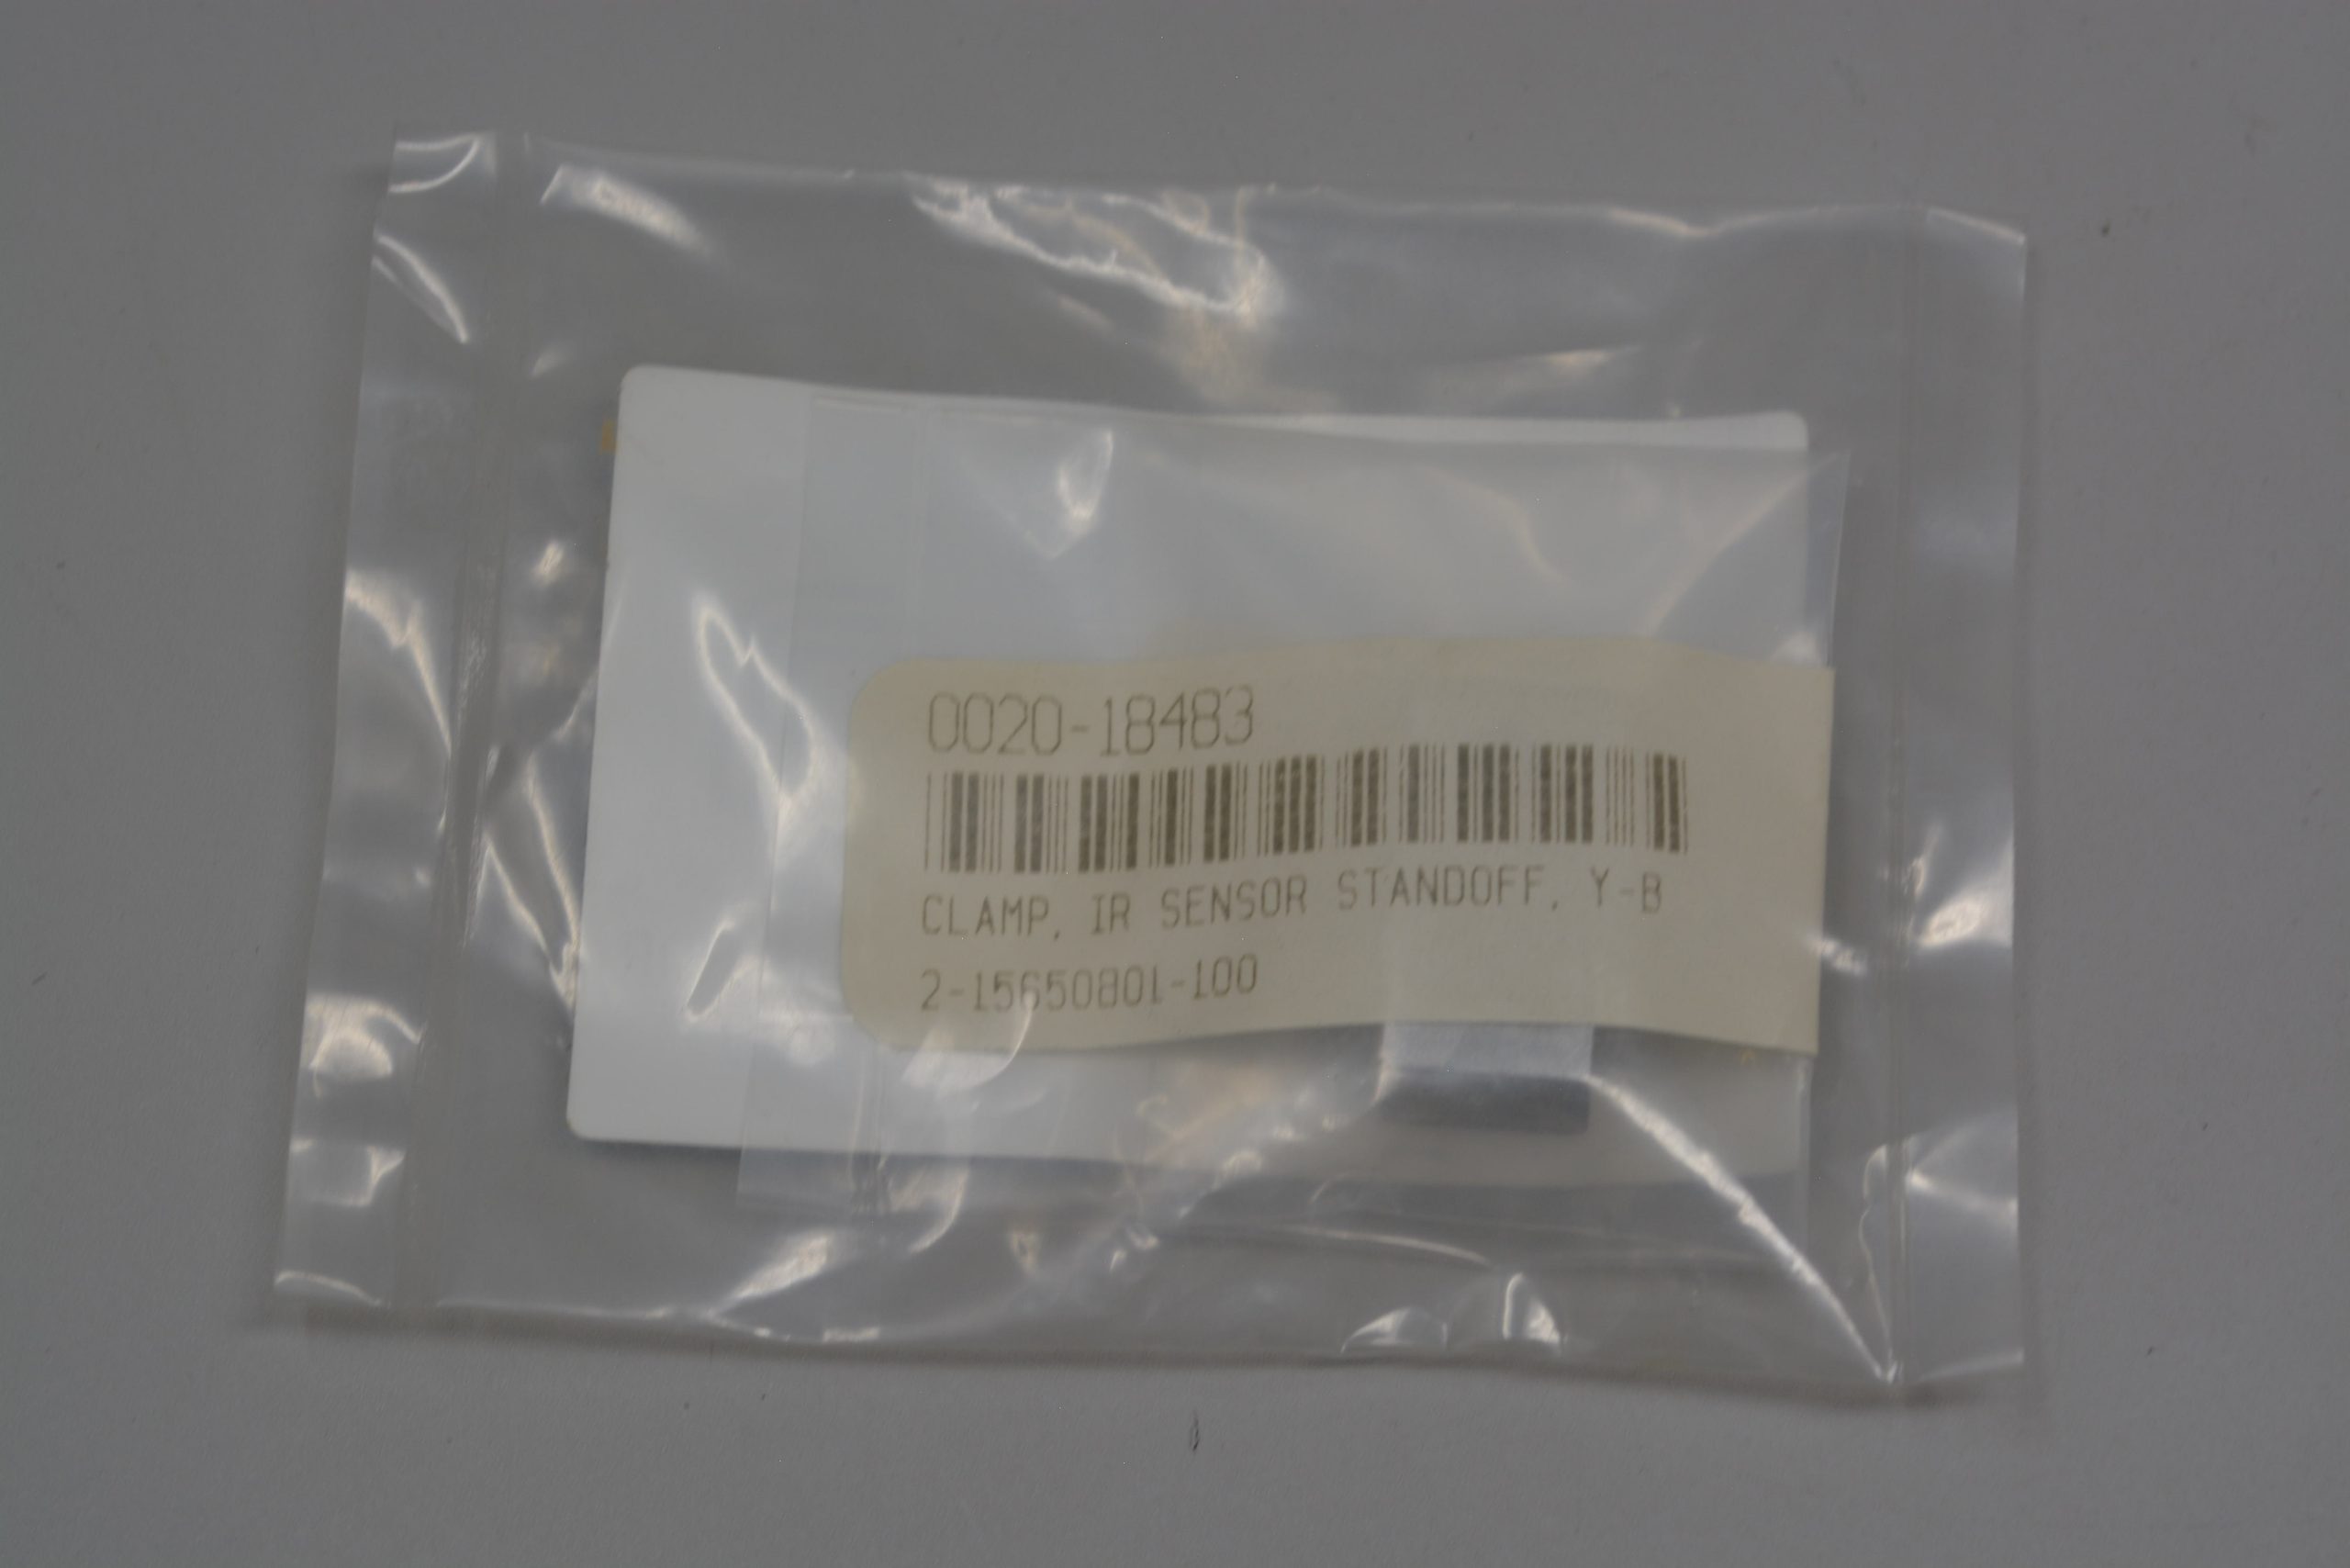 0020-18483
CLAMP, IR SENSOR STANDOFF, Y-B
2-15650801-100